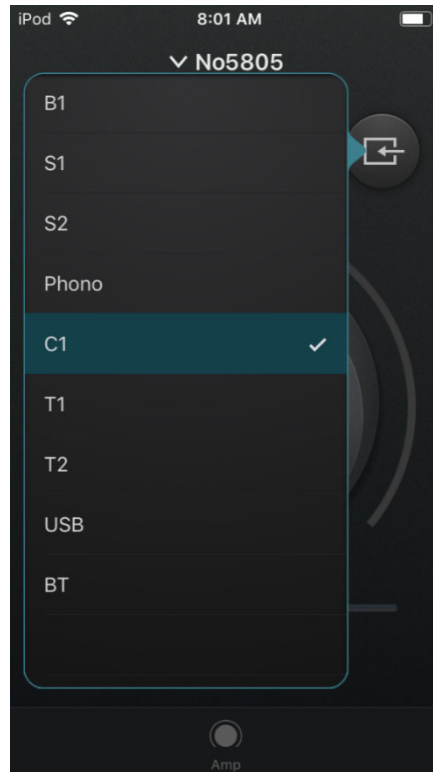 iPod 8:01 AM
No5805
B1
S1
S2
Phono
C1
T1
T2
USB
BT
Amp